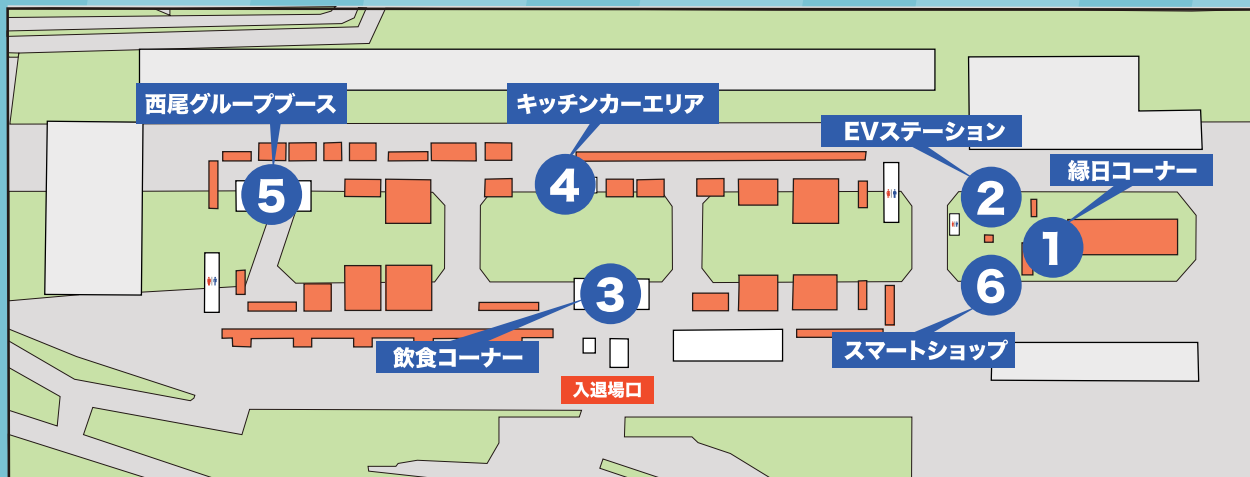 西尾グループブース
キッチンカーエリア
EVステーション
縁日コーナー
5
4
2
1
3
6
飲食コーナー
スマートショップ
入退場口